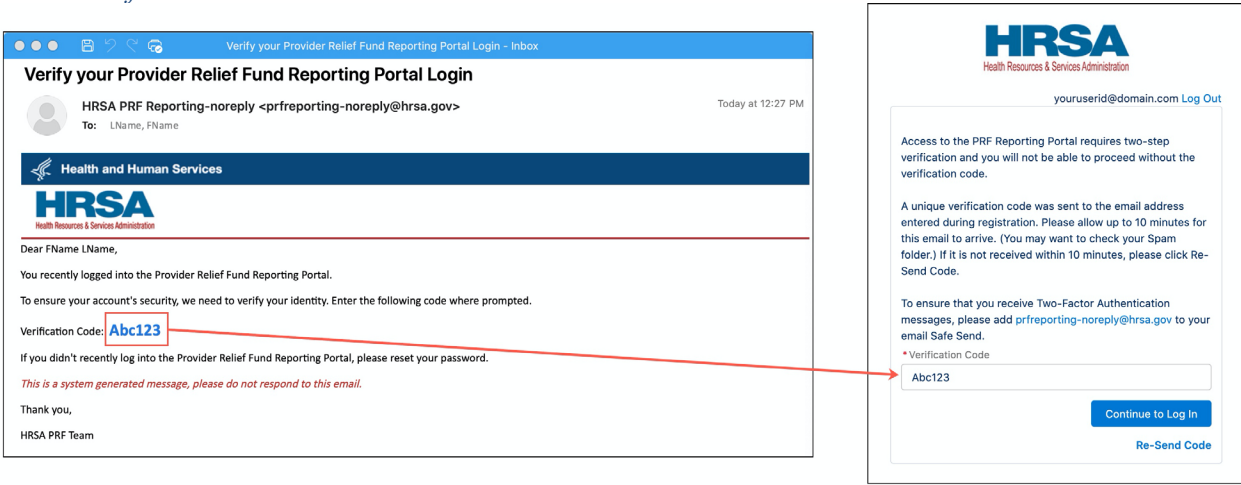 Verify your Provider Relief Fund Reporting Portal Login - Inbox
Verify your Provider Relief Fund Reporting Portal Login
HRSA PRF Reporting-noreply <prfreporting-noreply@hrsa.gov>
Today at 12:27 PM
To: LName, FName
Health and Human Services
HRSA
Health Resources & Services Administration
Dear FName LName,
You recently logged into the Provider Relief Fund Reporting Portal.
To ensure your account's security, we need to verify your identity. Enter the following code where prompted.
Verification Code: Abc123
If you didn't recently log into the Provider Relief Fund Reporting Portal, please reset your password.
This is a system generated message, please do not respond to this email.
Thank you,
HRSA PRF Team
HRSA
Health Resources & Services Administration
youruserid@domain.com Log Out
Access to the PRF Reporting Portal requires two-step
verification and you will not be able to proceed without the
verification code.
A unique verification code was sent to the email address
entered during registration. Please allow up to 10 minutes for
this email to arrive. (You may want to check your Spam
folder.) If it is not received within 10 minutes, please click Re-
Send Code.
To ensure that you receive Two-Factor Authentication
messages, please add prfreporting-noreply@hrsa.gov to your
email Safe Send.
*Verification Code
Abc123
Continue to Log In
Re-Send Code